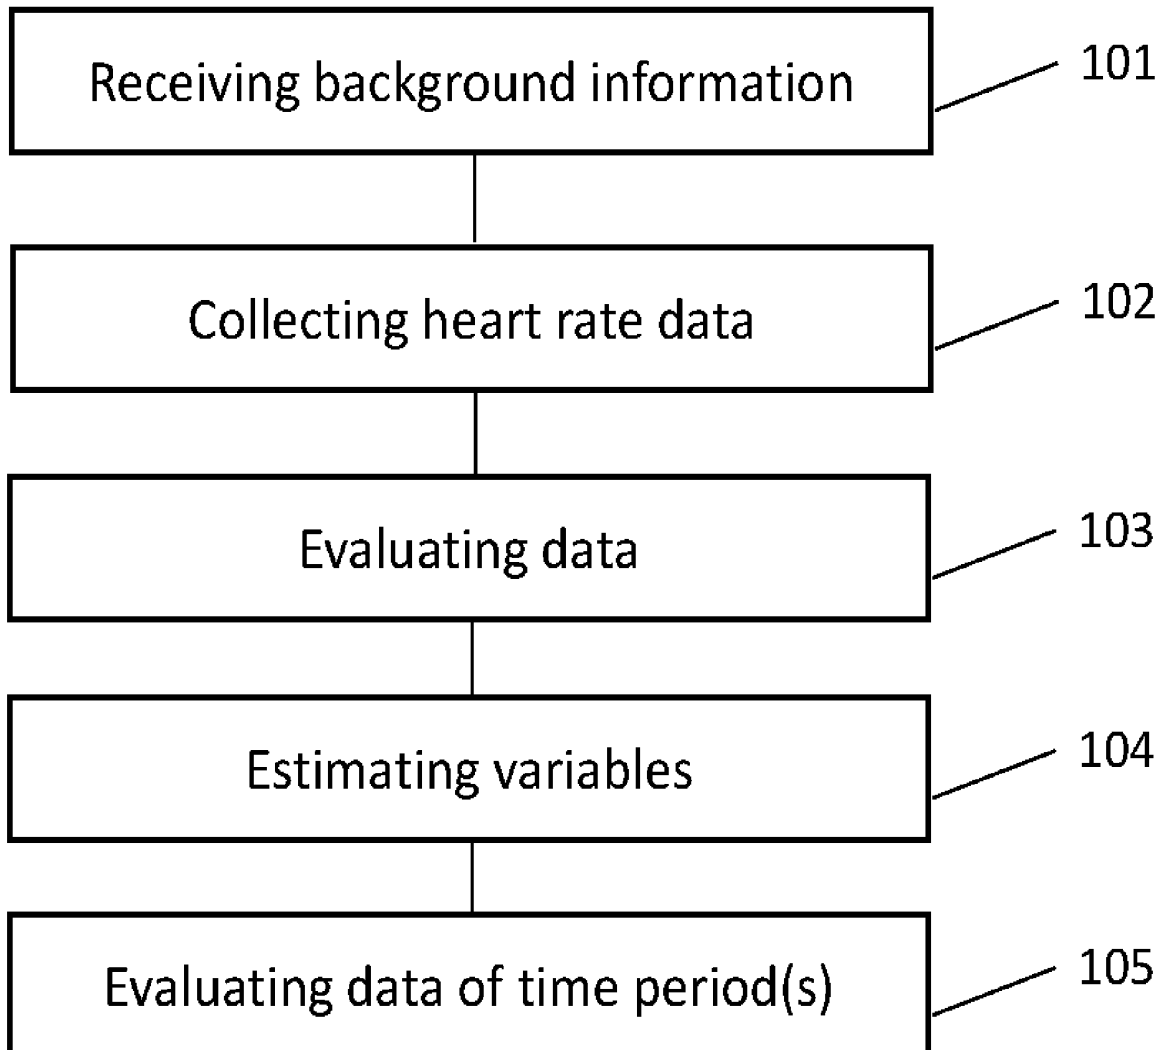 Receiving background information
101
Collecting heart rate data
102
Evaluating data
103
Estimating variables
104
Evaluating data of time period(s)
105